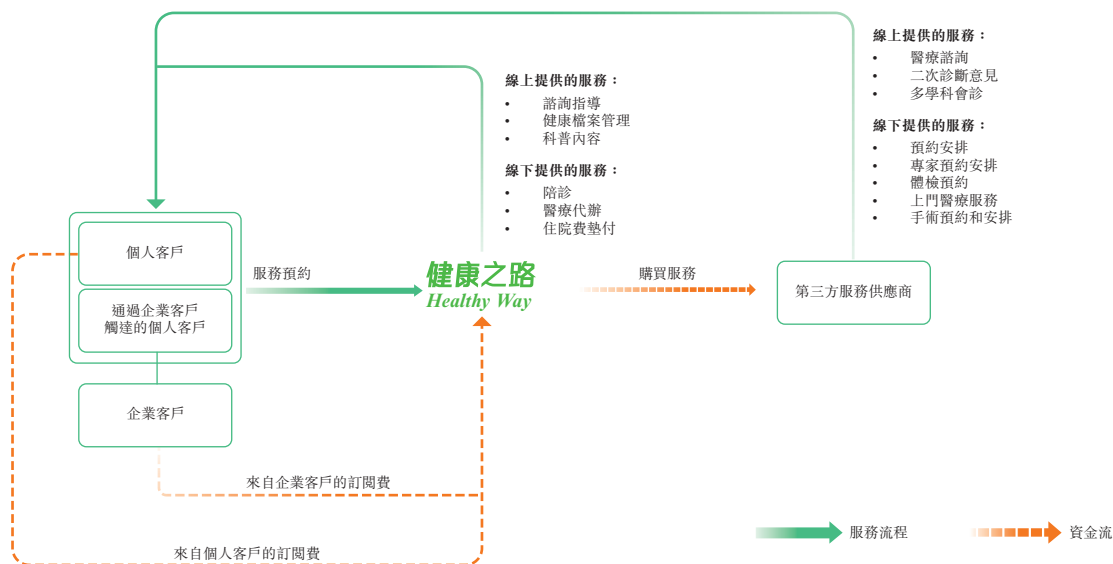 線上提供的服務：
• 醫療諮詢
• 二次診斷意見
• 多學科會診
線下提供的服務：
• 預約安排
• 專家預約安排
• 體檢預約
• 上門醫療服務
• 手術預約和安排
線上提供的服務：
• 諮詢指導
• 健康檔案管理
• 科普內容
線下提供的服務：
• 陪診
• 醫療代辦
• 住院費墊付
個人客戶
通過企業客戶
觸達的個人客戶
企業客戶
服務預約
健康之路
Healthy Way
購買服務
第三方服務供應商
來自企業客戶的訂閱費
來自個人客戶的訂閱費
服務流程
資金流